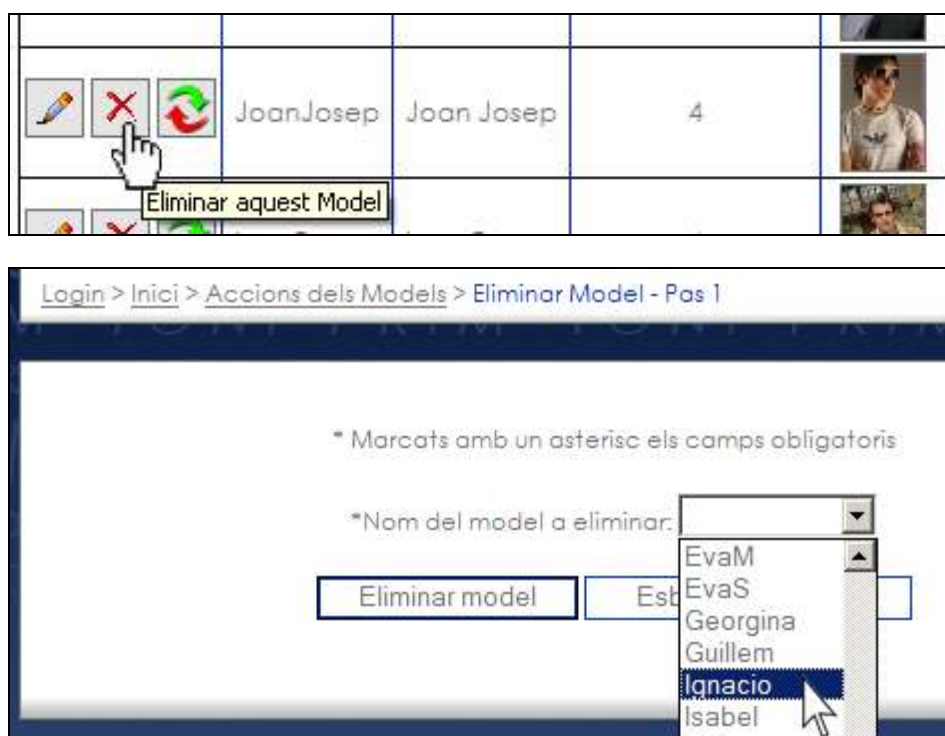 JoanJosep Joan Josep 4
Eliminar aquest Model
Login > Inici > Accions dels Models > Eliminar Model - Pas 1
* Marcats amb un asterisc els camps obligatoris
*Nom del model a eliminar:
EvaM
Eliminar model Esb EvaS
Georgina
Guillem
Ignacio
Isabel